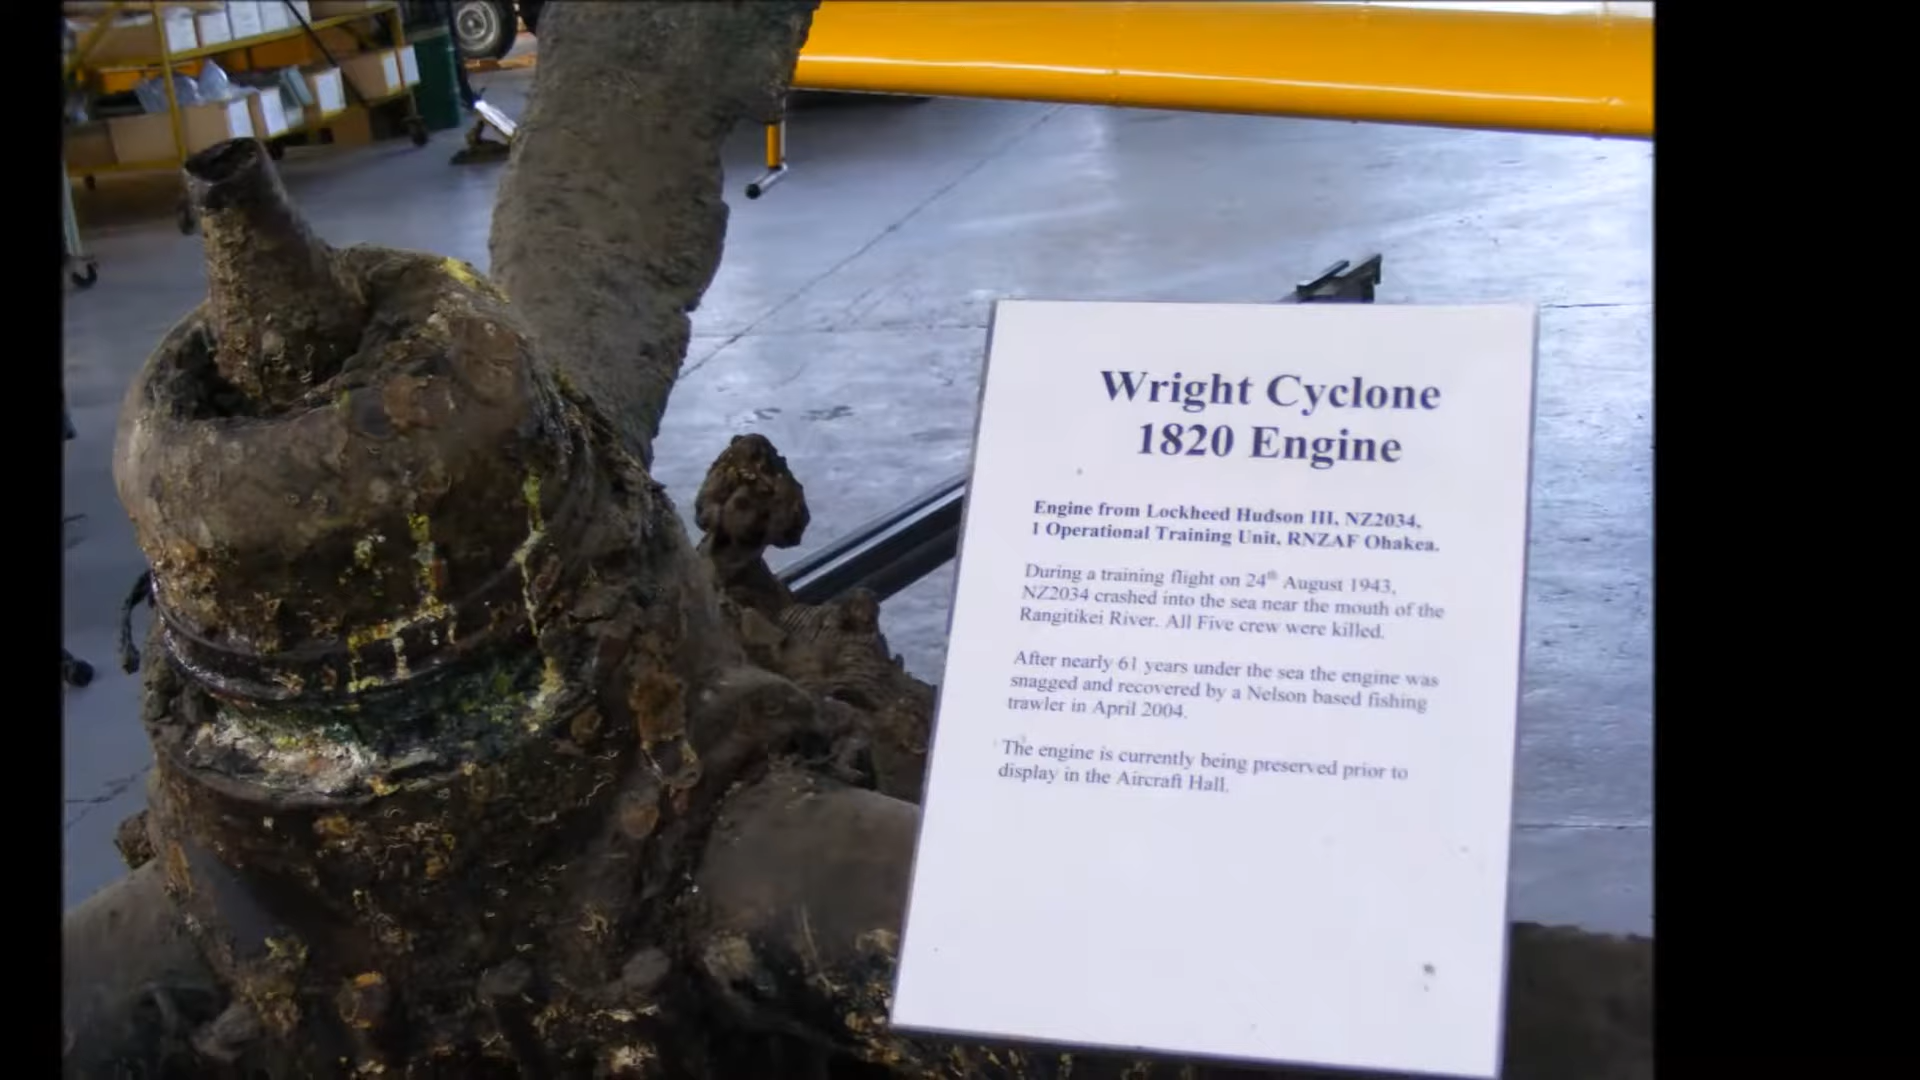 Wright Cyclone
1820 Engine
Engine from Lockheed Hudson III, NZ2034,
1 Operational Training Unit, RNZAF Ohakea.
During a training flight on 24th August 1943,
NZ2034 crashed into the sea near the mouth of the
Rangitikei River. All Five crew were killed.
After nearly 61 years under the sea the engine was
snagged and recovered by a Nelson based fishing
trawler in April 2004.
The engine is currently being preserved prior to
display in the Aircraft Hall.